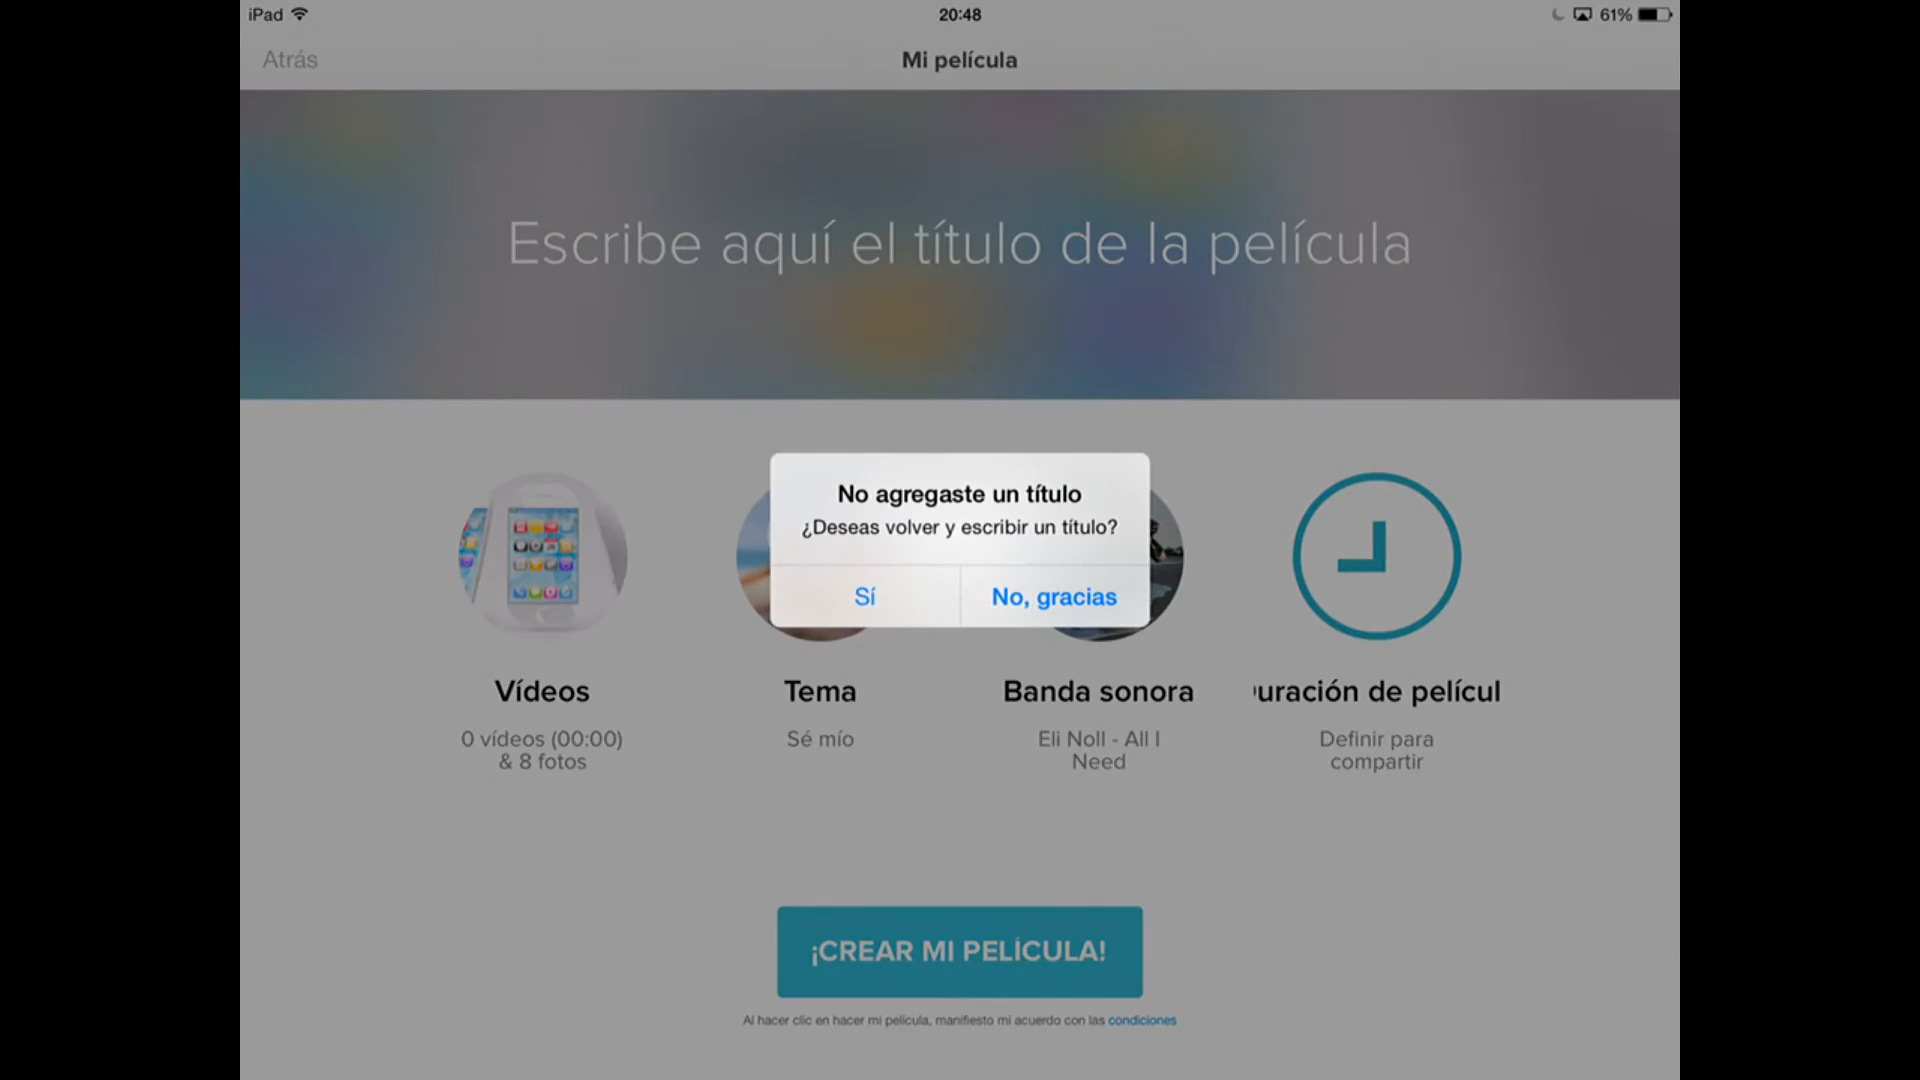 iPad 20:48 61%
Atrás Mi película
Escribe aquí el título de la película
No agregaste un título
¿Deseas volver y escribir un título?
Sí No, gracias
Vídeos Tema Banda sonora uración de películ
0 vídeos (00:00) Sé mío Eli Noll - All I Definir para
& 8 fotos Need compartir
¡CREAR MI PELÍCULA!
Al hacer clic en hacer mi película, manifiesto mi acuerdo con las condiciones